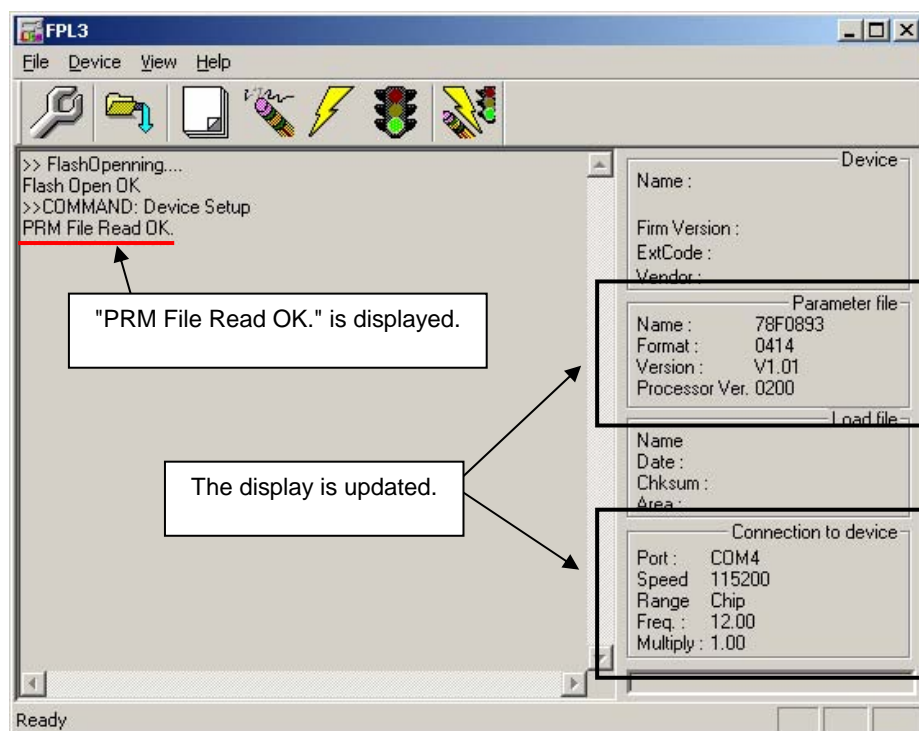 FPL3
File Device View Help
>> FlashOpenning....
Flash Open OK
>>COMMAND: Device Setup
PRM File Read OK.
"PRM File Read OK." is displayed.
The display is updated.
Device
Name :
Firm Version :
ExtCode :
Vendor :
Parameter file
Name : 78F0893
Format : 0414
Version : V1.01
Processor Ver. 0200
Load file
Name
Date :
Chksum :
Area :
Connection to device
Port : COM4
Speed 115200
Range Chip
Freq. : 12.00
Multiply : 1.00
Ready